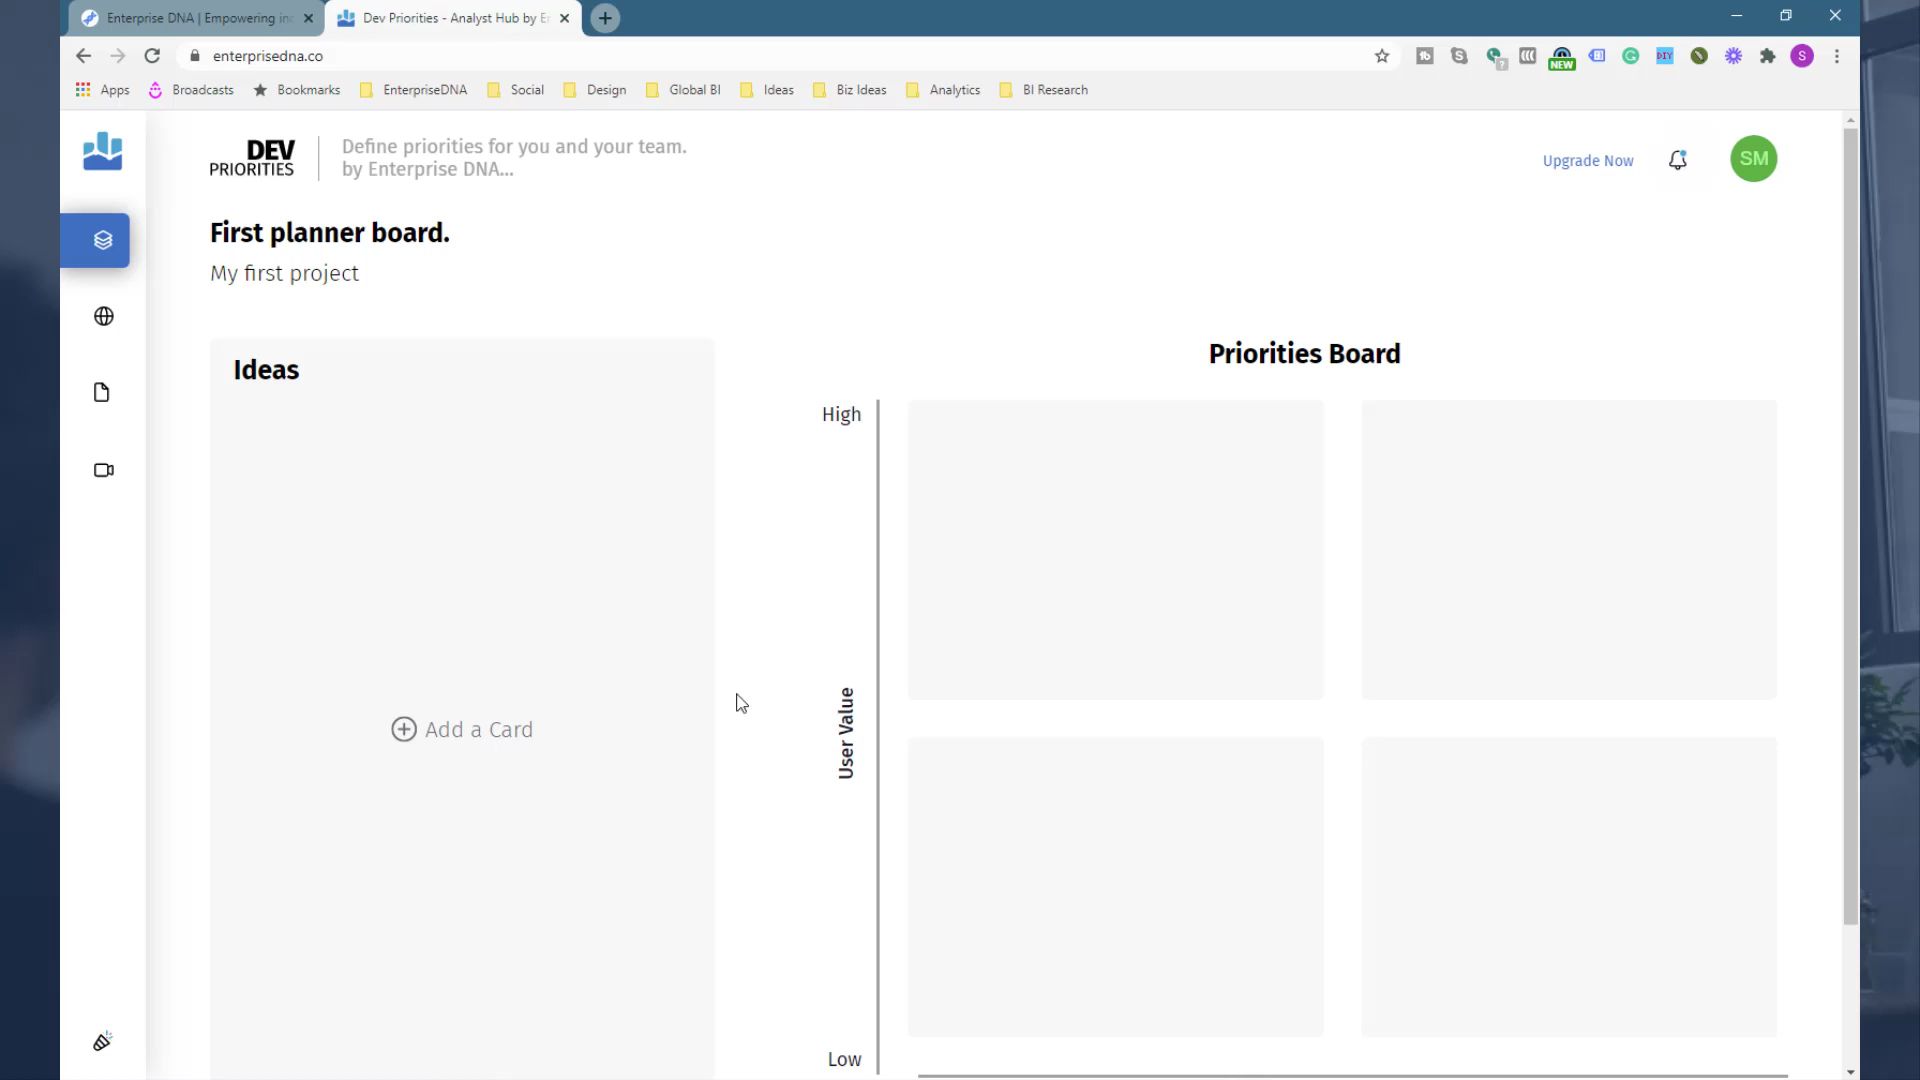 Enterprise DNA | Empowering in
Dev Priorities - Analyst Hub by E
enterprisedna.co
NEW
DIY
S
Apps
Broadcasts
Bookmarks
EnterpriseDNA
Social
Design
Global BI
Ideas
Biz Ideas
Analytics
BI Research
DEV
PRIORITIES
Define priorities for you and your team.
by Enterprise DNA...
Upgrade Now
SM
First planner board.
My first project
Ideas
Add a Card
Priorities Board
High
User Value
Low